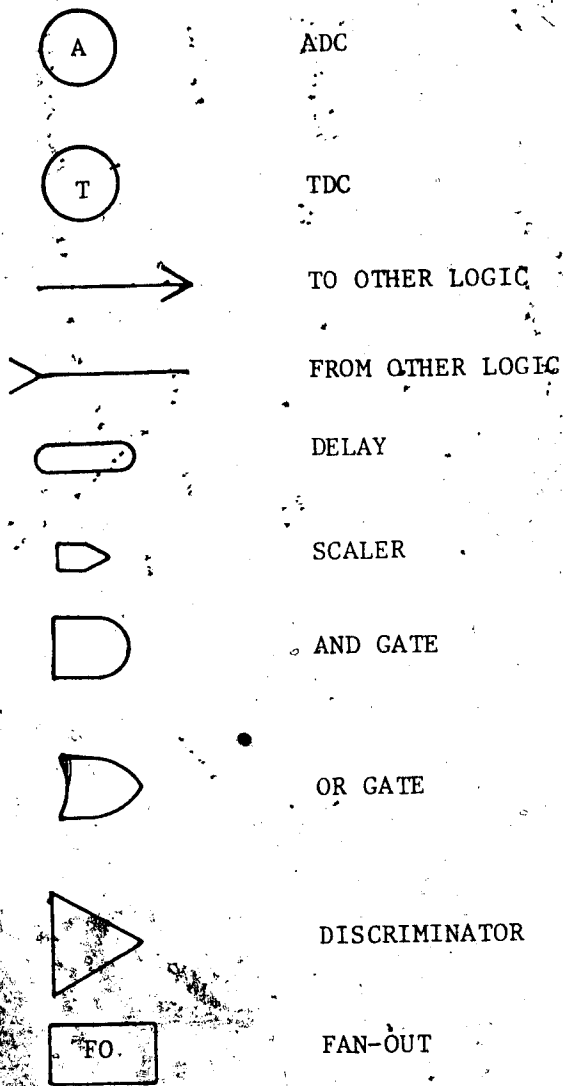 A ADC
T TDC
TO OTHER LOGIC
FROM OTHER LOGIC
DELAY
SCALER
AND GATE
OR GATE
DISCRIMINATOR
FO FAN-OUT